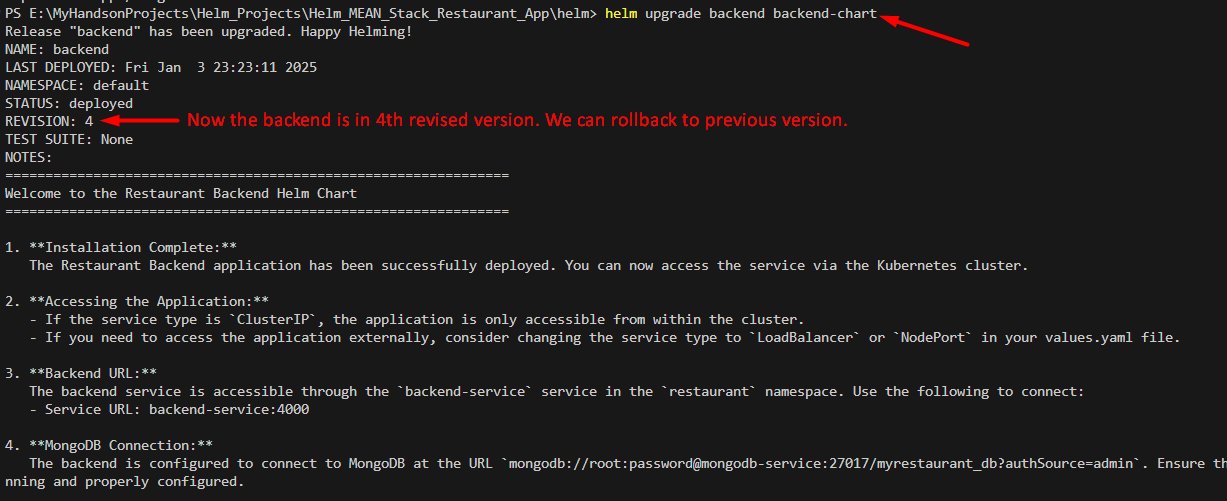 PS E:\MyHandsonProjects\Helm_Projects\Helm_MEAN_Stack_Restaurant_App\helm> helm upgrade backend backend-chart
Release "backend" has been upgraded. Happy Helming!
NAME: backend
LAST DEPLOYED: Fri Jan  3 23:23:11 2025
NAMESPACE: default
STATUS: deployed
REVISION: 4 Now the backend is in 4th revised version. We can rollback to previous version.
TEST SUITE: None
NOTES:
===============================================================
Welcome to the Restaurant Backend Helm Chart
===============================================================
1. **Installation Complete:**
The Restaurant Backend application has been successfully deployed. You can now access the service via the Kubernetes cluster.
2. **Accessing the Application:**
- If the service type is `ClusterIP`, the application is only accessible from within the cluster.
- If you need to access the application externally, consider changing the service type to `LoadBalancer` or `NodePort` in your values.yaml file.
3. **Backend URL:**
The backend service is accessible through the `backend-service` service in the `restaurant` namespace. Use the following to connect:
- Service URL: backend-service:4000
4. **MongoDB Connection:**
The backend is configured to connect to MongoDB at the URL `mongodb://root:password@mongodb-service:27017/myrestaurant_db?authSource=admin`. Ensure th
nning and properly configured.